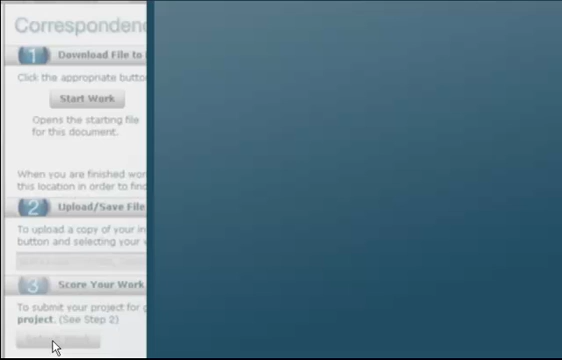 Corresponden
1 Download File to
Click the appropriate butto
Start Work
Opens the starting file
for this document.
When you are finished wor
this location in order to find
2 Upload/Save File
To upload a copy of your in
button and selecting your
3 Score Your Work
To submit your project for g
project. (See Step 2)